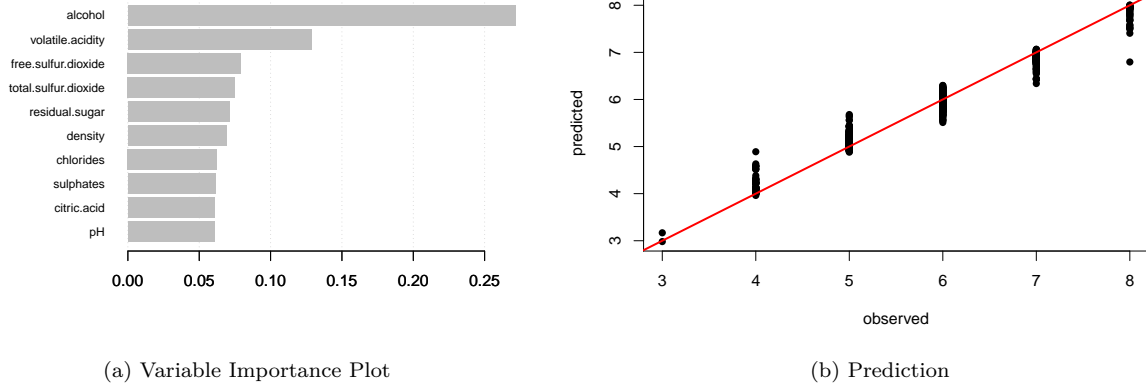 alcohol
volatile.acidity
free.sulfur.dioxide
total.sulfur.dioxide
residual.sugar
density
chlorides
sulphates
citric.acid
pH
0.00 0.05 0.10 0.15 0.20 0.25
(a) Variable Importance Plot
8
7
6
5
4
3
predicted
3 4 5 6 7 8
observed
(b) Prediction